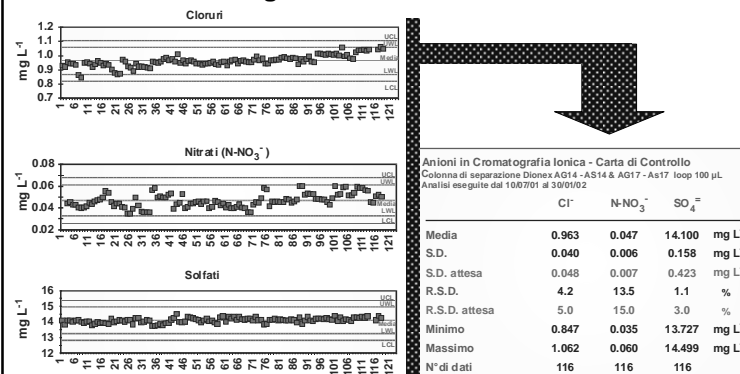 Cloruri
mg L-1
1.2
1.1
1.0
0.9
0.8
0.7
UCL
UWL
Media
LWL
LCL
1 6 11 16 21 26 31 36 41 46 51 56 61 66 71 76 81 86 91 96 101 106 111 116 121
Nitrati (N-NO3-)
mg L-1
0.08
0.06
0.04
0.02
UCL
UWL
Media
LWL
LCL
1 6 11 16 21 26 31 36 41 46 51 56 61 66 71 76 81 86 91 96 101 106 111 116 121
Solfati
mg L-1
16
15
14
13
12
UCL
UWL
Media
LWL
LCL
1 6 11 16 21 26 31 36 41 46 51 56 61 66 71 76 81 86 91 96 101 106 111 116 121
Anioni in Cromatografia Ionica - Carta di Controllo
Colonna di separazione Dionex AG14 - AS14 & AG17 - As17 loop 100 µL
Analisi eseguite dal 10/07/01 al 30/01/02
Cl- N-NO3- SO4=
Media 0.963 0.047 14.100 mg L
S.D. 0.040 0.006 0.158 mg L
S.D. attesa 0.048 0.007 0.423 mg L
R.S.D. 4.2 13.5 1.1 %
R.S.D. attesa 5.0 15.0 3.0 %
Minimo 0.847 0.035 13.727 mg L
Massimo 1.062 0.060 14.499 mg L
N°di dati 116 116 116